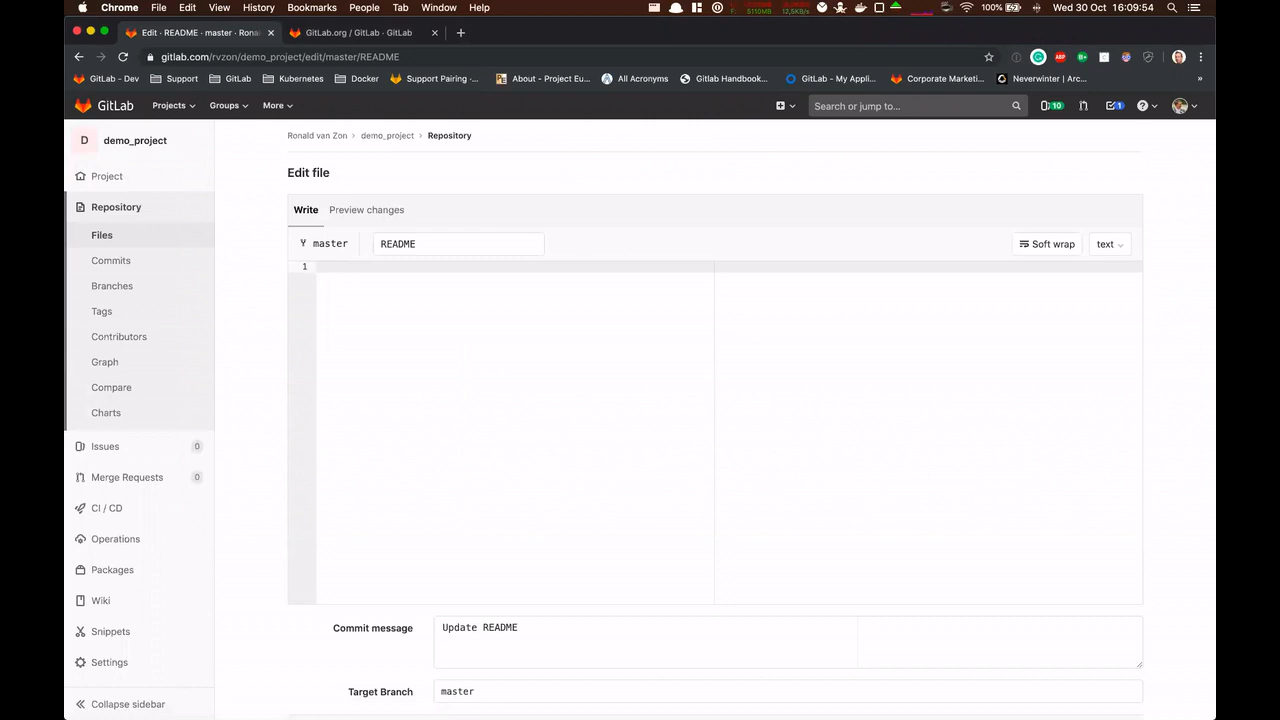 Chrome File Edit View History Bookmarks People Tab Window Help 100% Wed 30 Oct 16:09:54
Edit · README · master · Rona
GitLab.org / GitLab · GitLab
gitlab.com/rvzon/demo_project/edit/master/README
GitLab - Dev Support GitLab Kubernetes Docker Support Pairing -... About - Project Eu... All Acronyms Gitlab Handbook... GitLab - My Appli... Corporate Marketi... Neverwinter | Arc... »
GitLab Projects Groups More Search or jump to... 10 1
D demo_project
Ronald van Zon › demo_project › Repository
Project
Repository
Files
Commits
Branches
Tags
Contributors
Graph
Compare
Charts
Issues 0
Merge Requests 0
CI / CD
Operations
Packages
Wiki
Snippets
Settings
Collapse sidebar
Edit file
Write Preview changes
master README Soft wrap text
1
Commit message Update README
Target Branch master